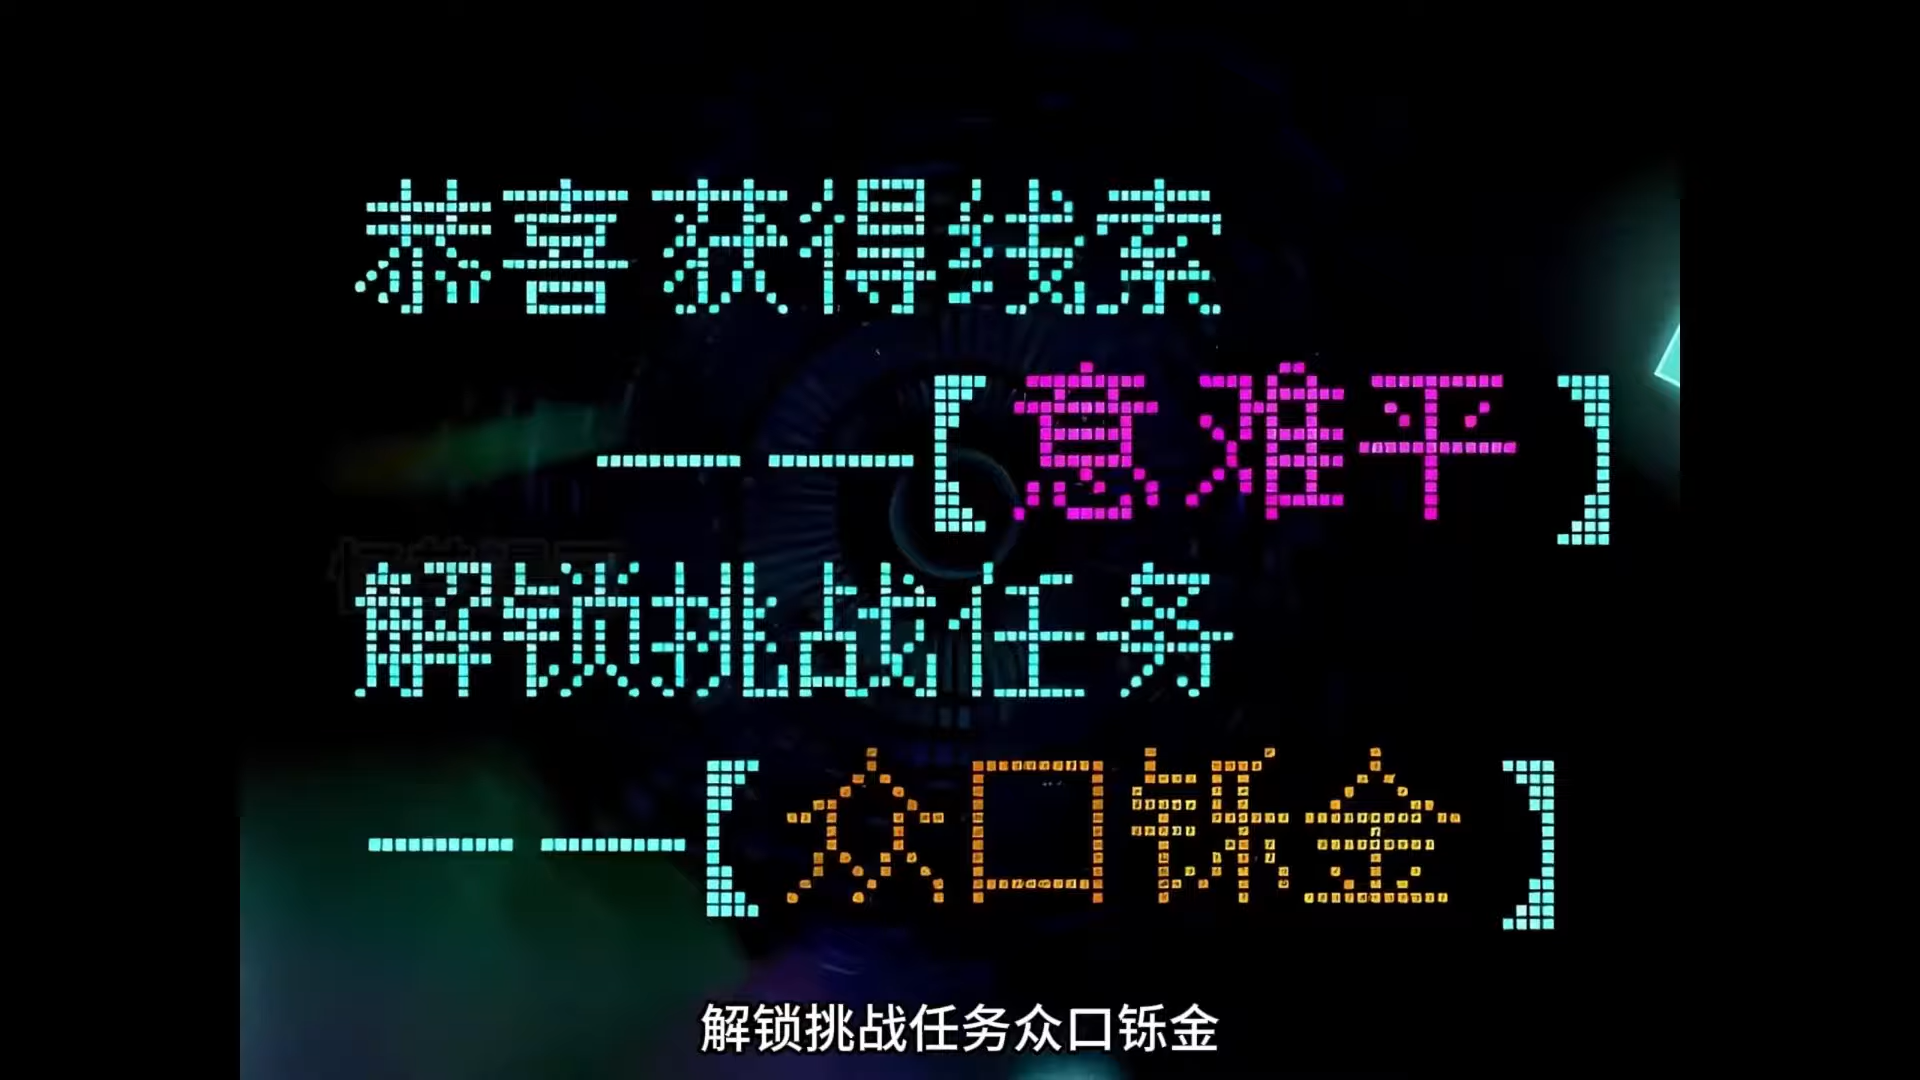 恭喜获得线索
——【意难平】
解锁挑战任务
——【众口铄金】
解锁挑战任务众口铄金